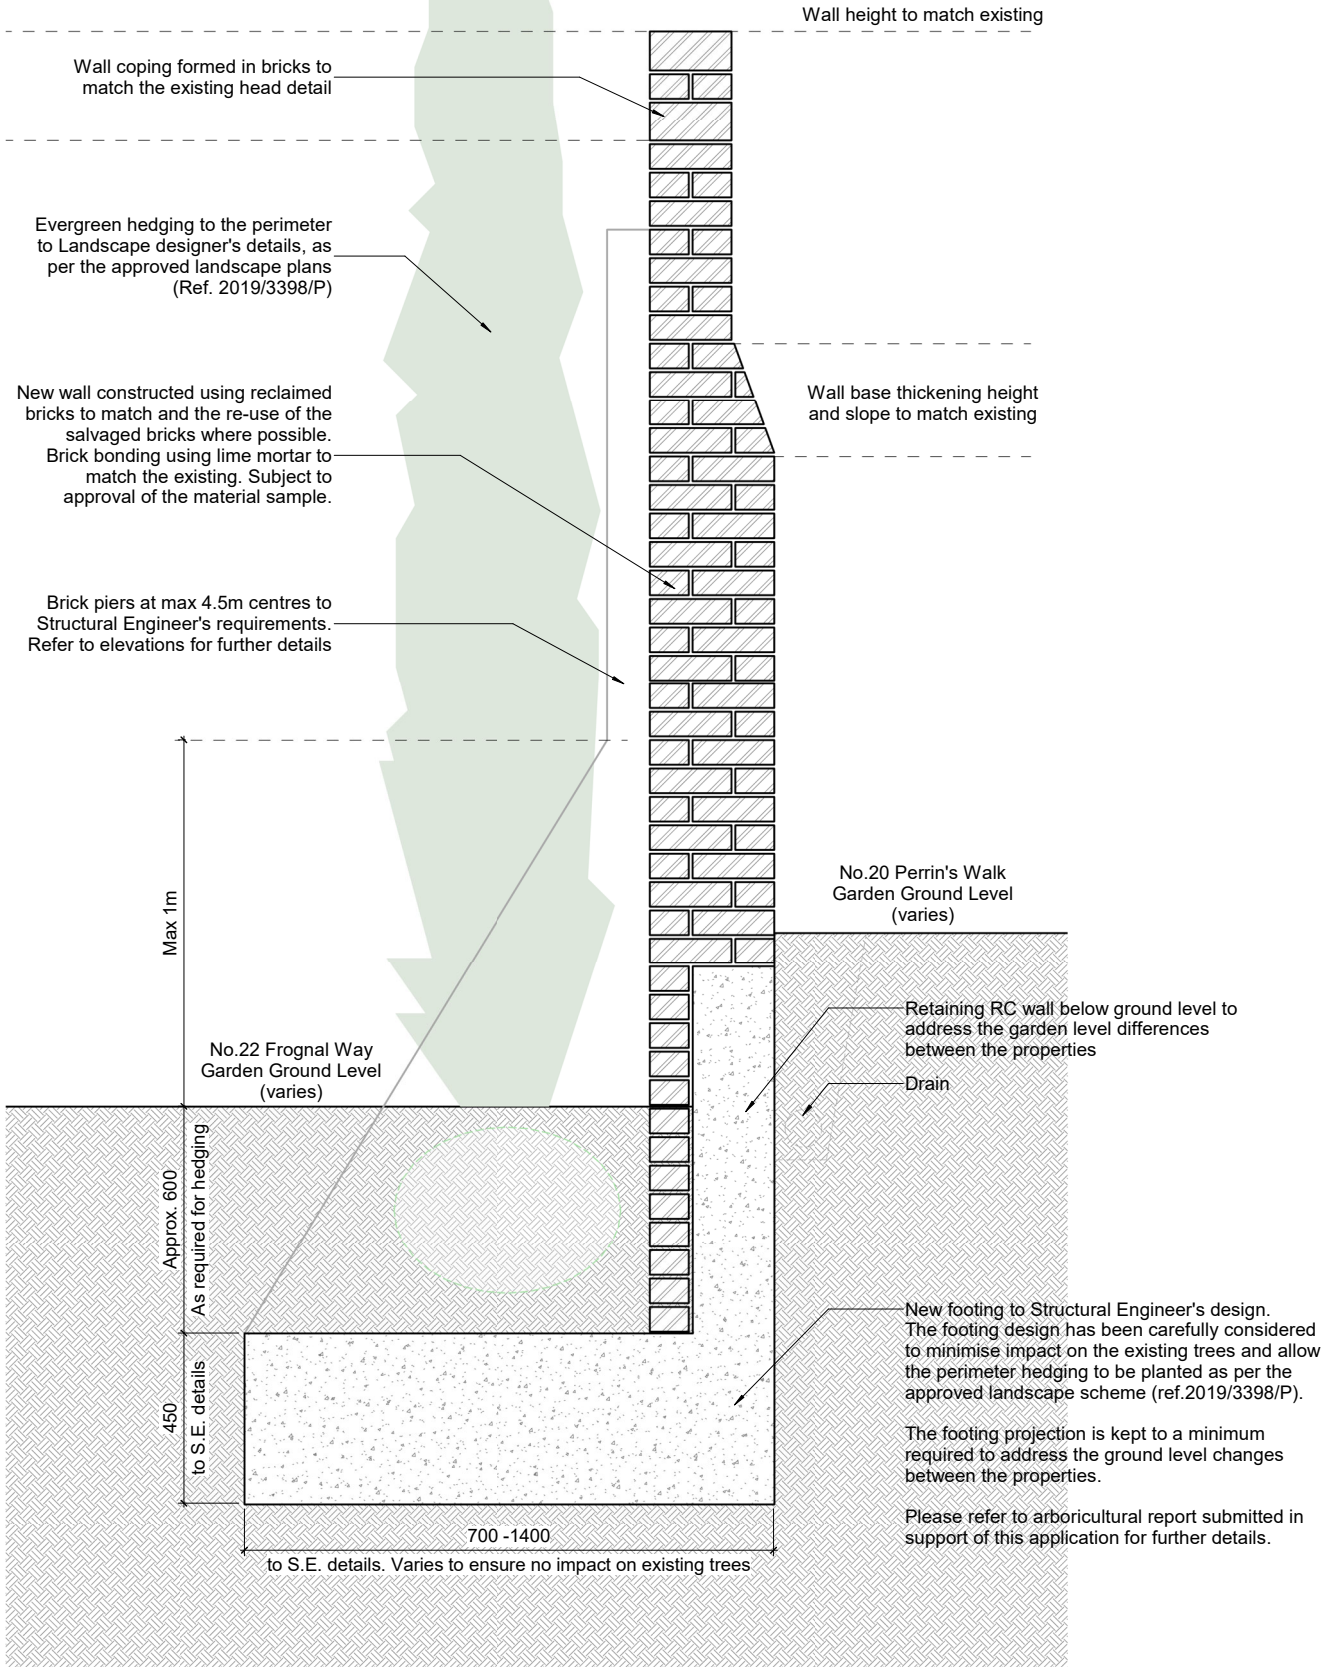 Wall height to match existing
Wall coping formed in bricks to
match the existing head detail
Evergreen hedging to the perimeter
to Landscape designer's details, as
per the approved landscape plans
(Ref. 2019/3398/P)
New wall constructed using reclaimed
bricks to match and the re-use of the
salvaged bricks where possible.
Brick bonding using lime mortar to
match the existing. Subject to
approval of the material sample.
Wall base thickening height
and slope to match existing
Brick piers at max 4.5m centres to
Structural Engineer's requirements.
Refer to elevations for further details
Max 1m
No.20 Perrin's Walk
Garden Ground Level
(varies)
Retaining RC wall below ground level to
address the garden level differences
between the properties
Drain
No.22 Frognal Way
Garden Ground Level
(varies)
Approx. 600
As required for hedging
450
to S.E. details
New footing to Structural Engineer's design.
The footing design has been carefully considered
to minimise impact on the existing trees and allow
the perimeter hedging to be planted as per the
approved landscape scheme (ref.2019/3398/P).
The footing projection is kept to a minimum
required to address the ground level changes
between the properties.
Please refer to arboricultural report submitted in
support of this application for further details.
700 -1400
to S.E. details. Varies to ensure no impact on existing trees